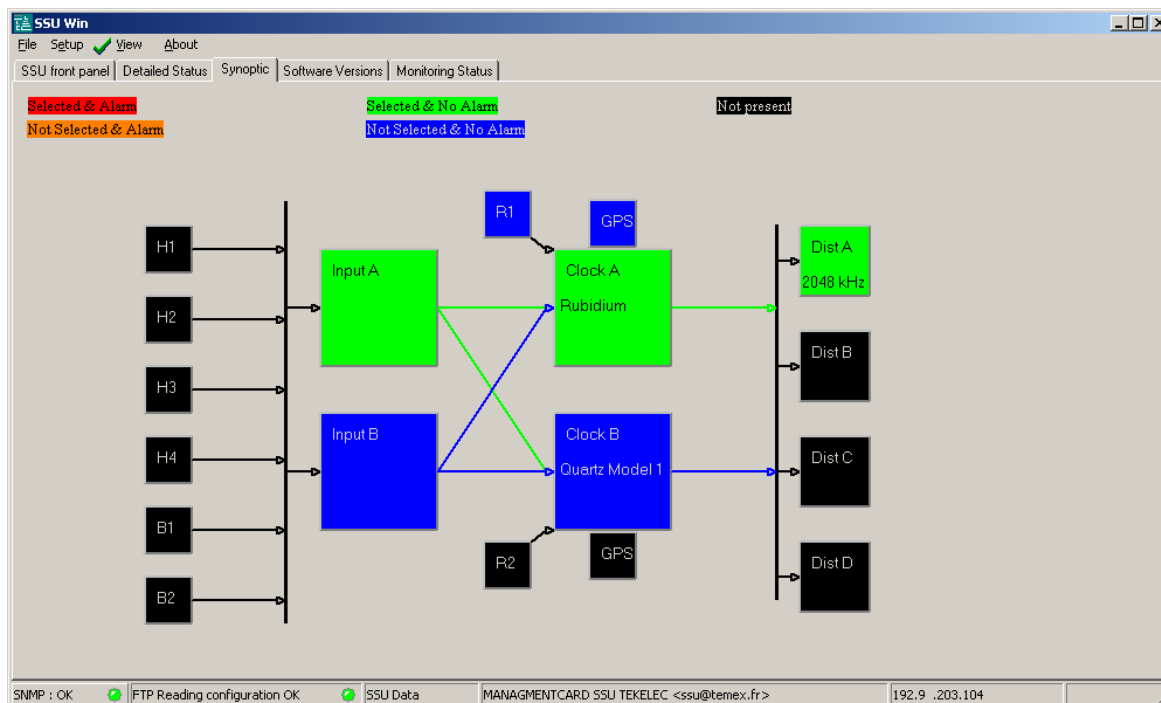 SSU Win
File Setup View About
SSU front panel Detailed Status Synoptic Software Versions Monitoring Status
Selected & Alarm Selected & No Alarm Not present
Not Selected & Alarm Not Selected & No Alarm
R1 GPS
H1 Input A Clock A Dist A
Rubidium 2048 kHz
H2
Dist B
H3
Input B Clock B
H4 Quartz Model 1 Dist C
B1
R2 GPS Dist D
B2
SNMP : OK FTP Reading configuration OK SSU Data MANAGMENTCARD SSU TEKELEC <ssu@temex.fr> 192.9 .203.104